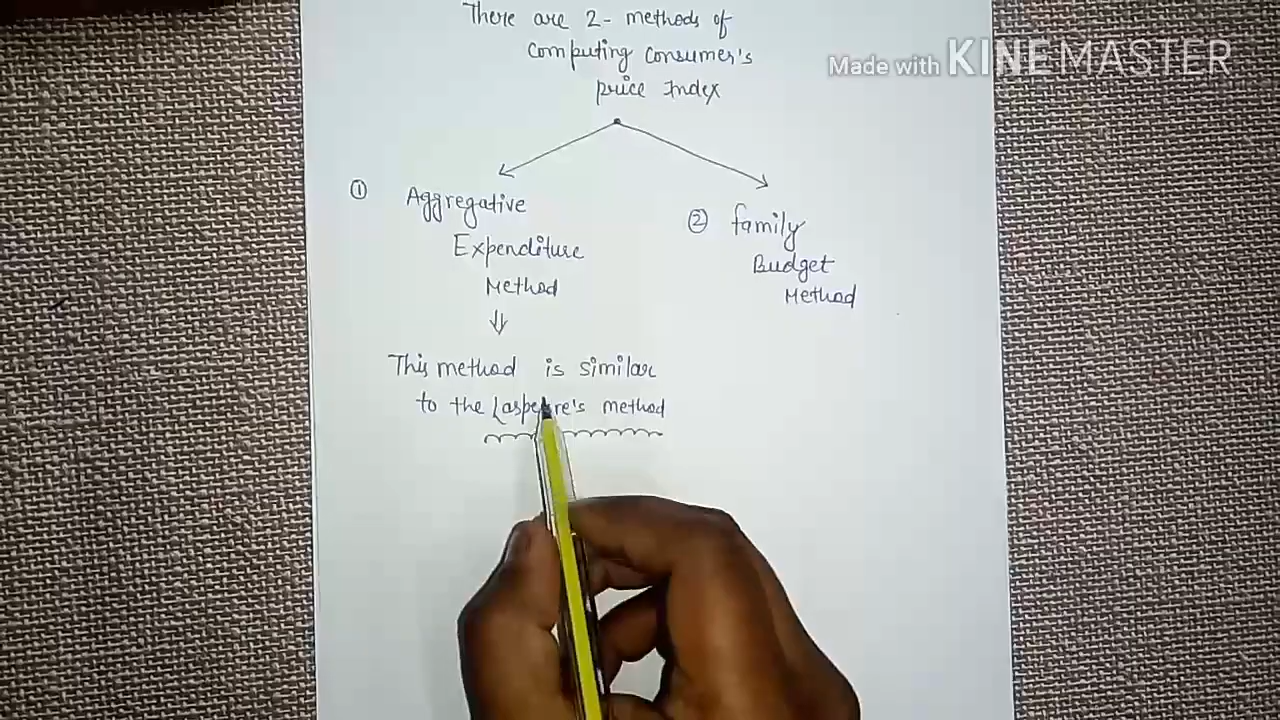 There are 2- methods of
computing consumer's
price Index
Made with KINEMASTER
① Aggregative
Expenditure
Method
② family
Budget
Method
⇓
This method is similar
to the Laspeyre's method